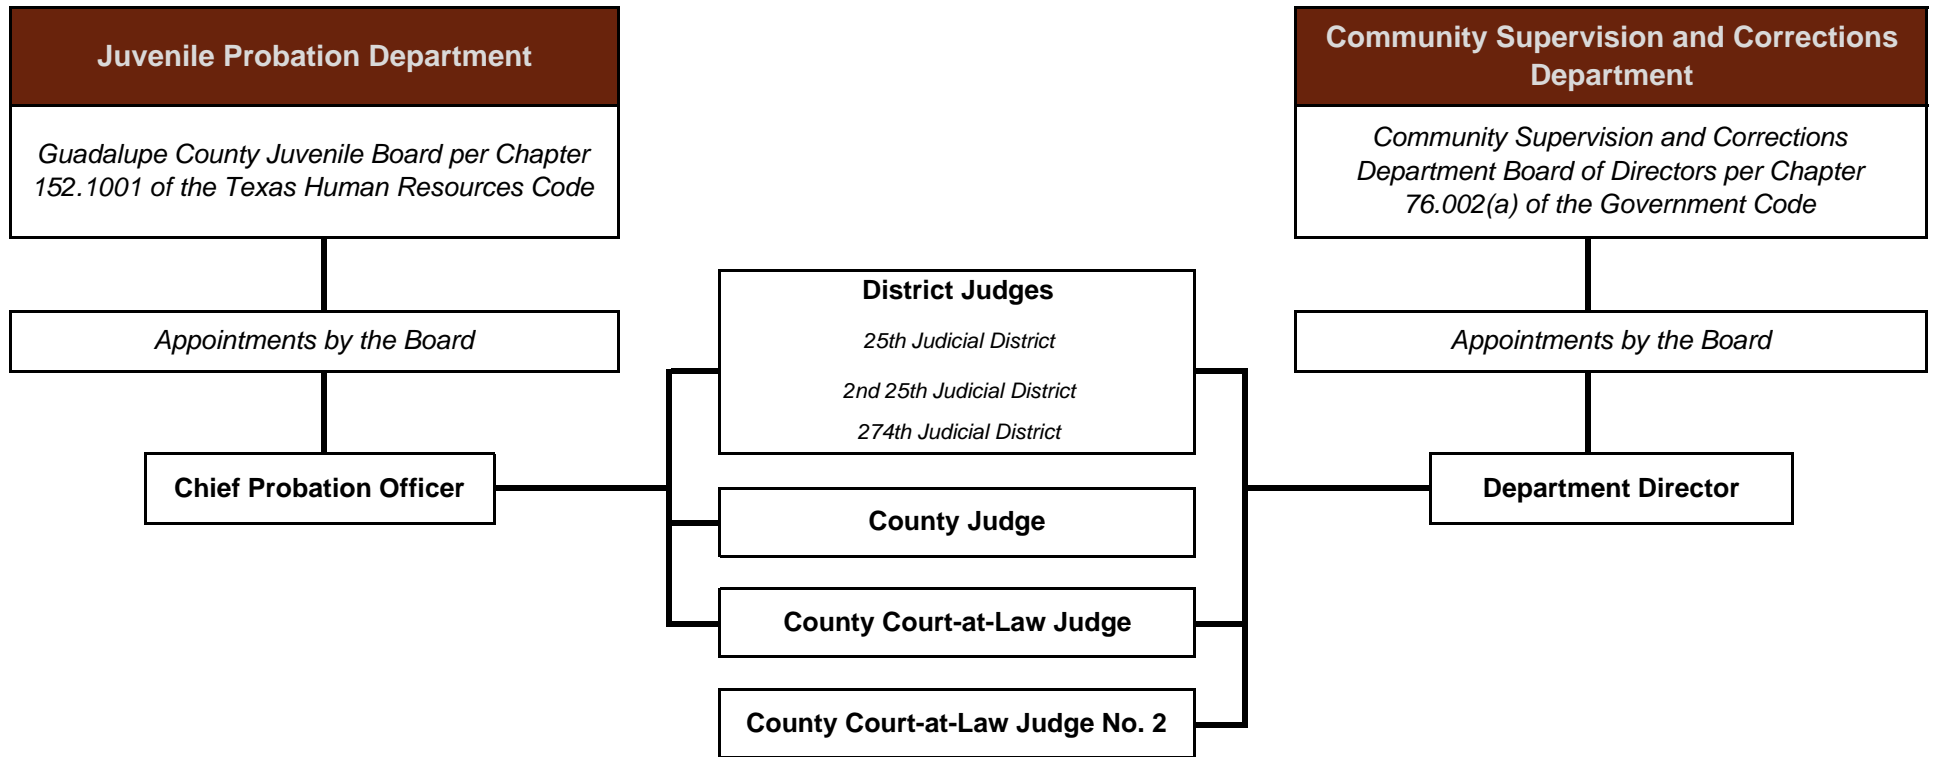 Juvenile Probation Department
Guadalupe County Juvenile Board per Chapter
152.1001 of the Texas Human Resources Code
Appointments by the Board
Chief Probation Officer
District Judges
25th Judicial District
2nd 25th Judicial District
274th Judicial District
County Judge
County Court-at-Law Judge
County Court-at-Law Judge No. 2
Community Supervision and Corrections
Department
Community Supervision and Corrections
Department Board of Directors per Chapter
76.002(a) of the Government Code
Appointments by the Board
Department Director